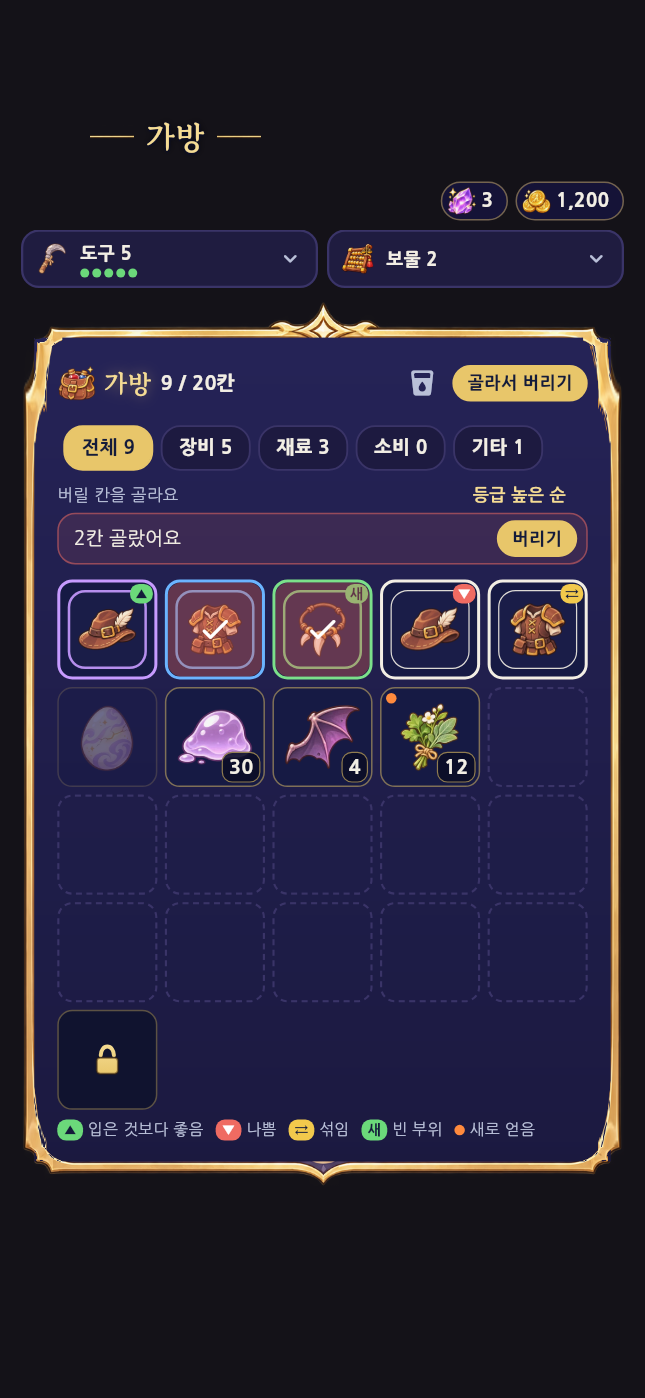 가방
3 1,200
도구 5
보물 2
가방 9 / 20칸 골라서 버리기
전체 9 장비 5 재료 3 소비 0 기타 1
버릴 칸을 골라요 등급 높은 순
2칸 골랐어요 버리기
새
30 4 12
입은 것보다 좋음 나쁨 섞임 새 빈 부위 새로 얻음